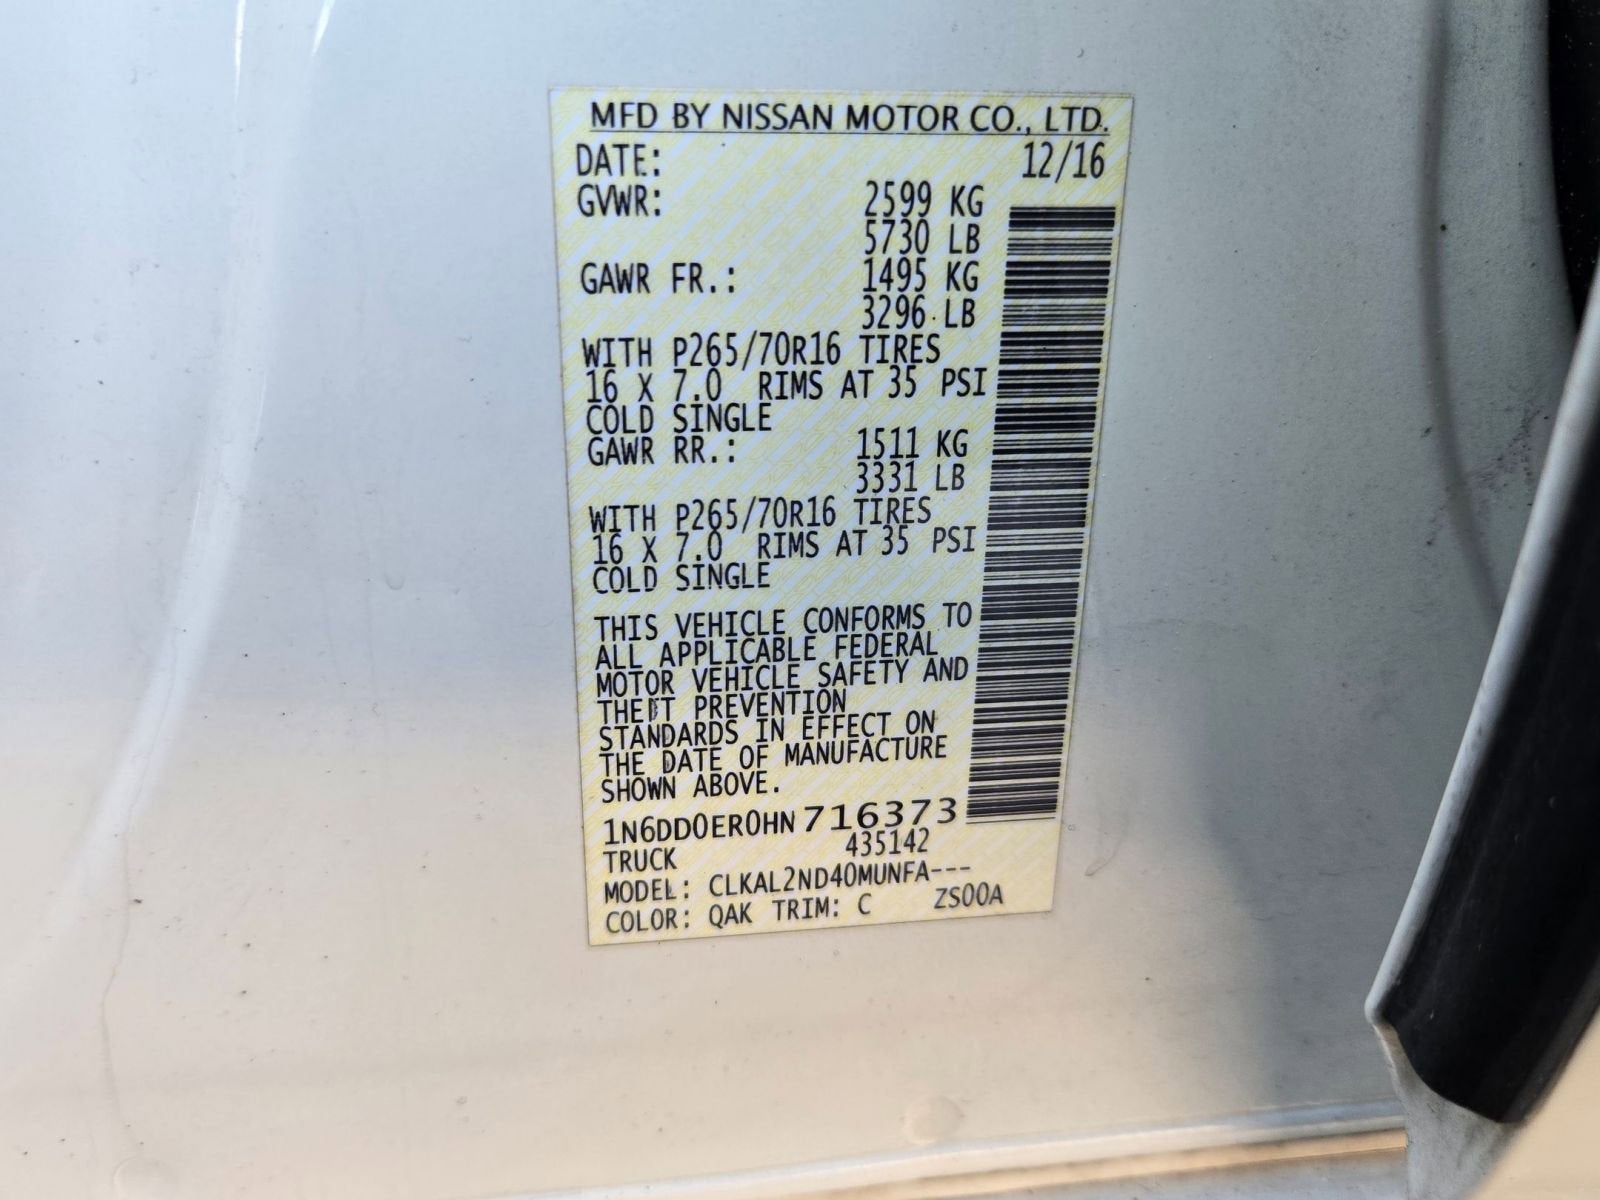 MFD BY NISSAN MOTOR CO., LTD.
DATE: 12/16
GVWR: 2599 KG
5730 LB
GAWR FR.: 1495 KG
3296 LB
WITH P265/70R16 TIRES
16 X 7.0 RIMS AT 35 PSI
COLD SINGLE
GAWR RR.: 1511 KG
3331 LB
WITH P265/70R16 TIRES
16 X 7.0 RIMS AT 35 PSI
COLD SINGLE
THIS VEHICLE CONFORMS TO
ALL APPLICABLE FEDERAL
MOTOR VEHICLE SAFETY AND
THEFT PREVENTION
STANDARDS IN EFFECT ON
THE DATE OF MANUFACTURE
SHOWN ABOVE.
1N6DD0ER0HN716373
TRUCK 435142
MODEL: CLKAL2ND40MUNFA---
COLOR: QAK TRIM: C ZS00A